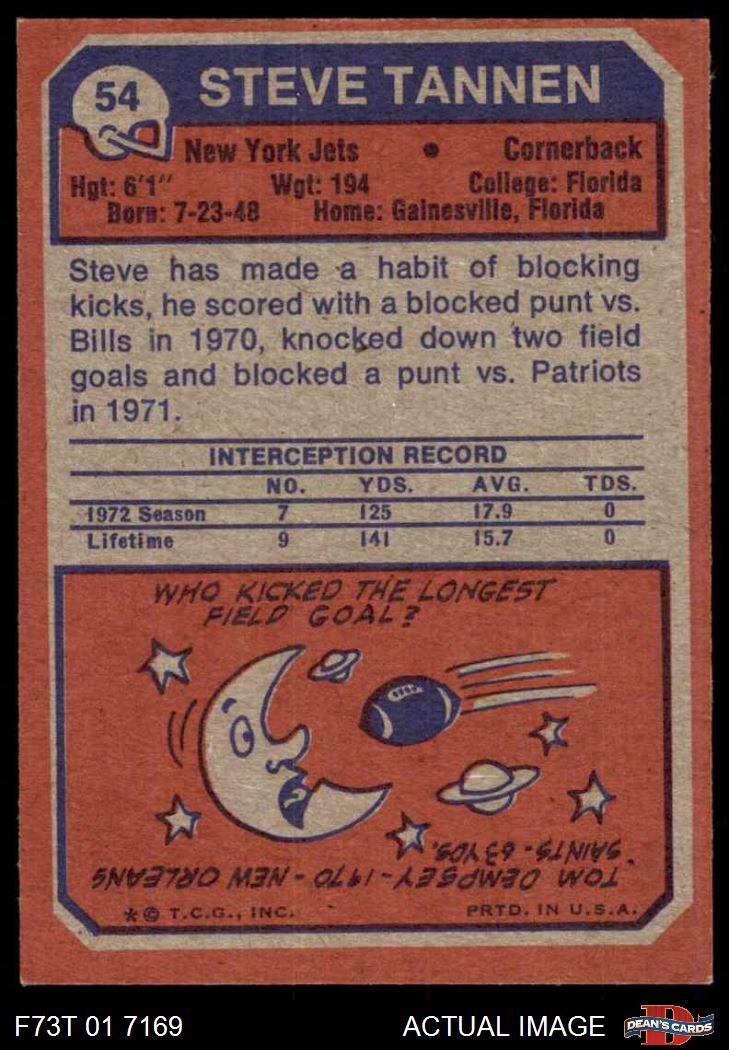 54
STEVE TANNEN
New York Jets • Cornerback
Hgt: 6'1" Wgt: 194 College: Florida
Born: 7-23-48 Home: Gainesville, Florida
Steve has made a habit of blocking
kicks, he scored with a blocked punt vs.
Bills in 1970, knocked down two field
goals and blocked a punt vs. Patriots
in 1971.
INTERCEPTION RECORD
NO. YDS. AVG. TDS.
1972 Season 7 125 17.9 0
Lifetime 9 141 15.7 0
WHO KICKED THE LONGEST
FIELD GOAL?
TOM DEMPSEY-1970-NEW ORLEANS
SAINTS-63 YDS.
*© T.C.G., INC. PRTD. IN U.S.A.
F73T 01 7169 ACTUAL IMAGE
D
DEAN'S CARDS